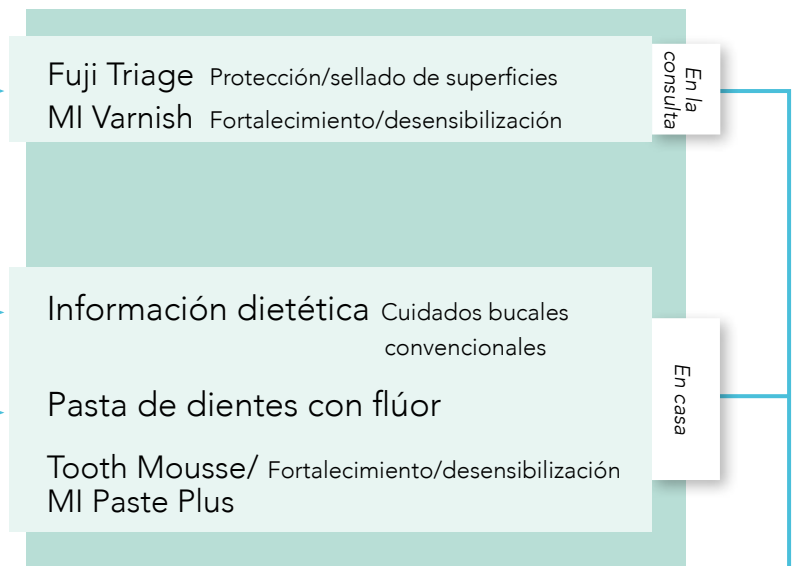 Fuji Triage Protección/sellado de superficies
MI Varnish Fortalecimiento/desensibilización
En la
consulta
Información dietética Cuidados bucales
convencionales
Pasta de dientes con flúor
Tooth Mousse/ Fortalecimiento/desensibilización
MI Paste Plus
En casa